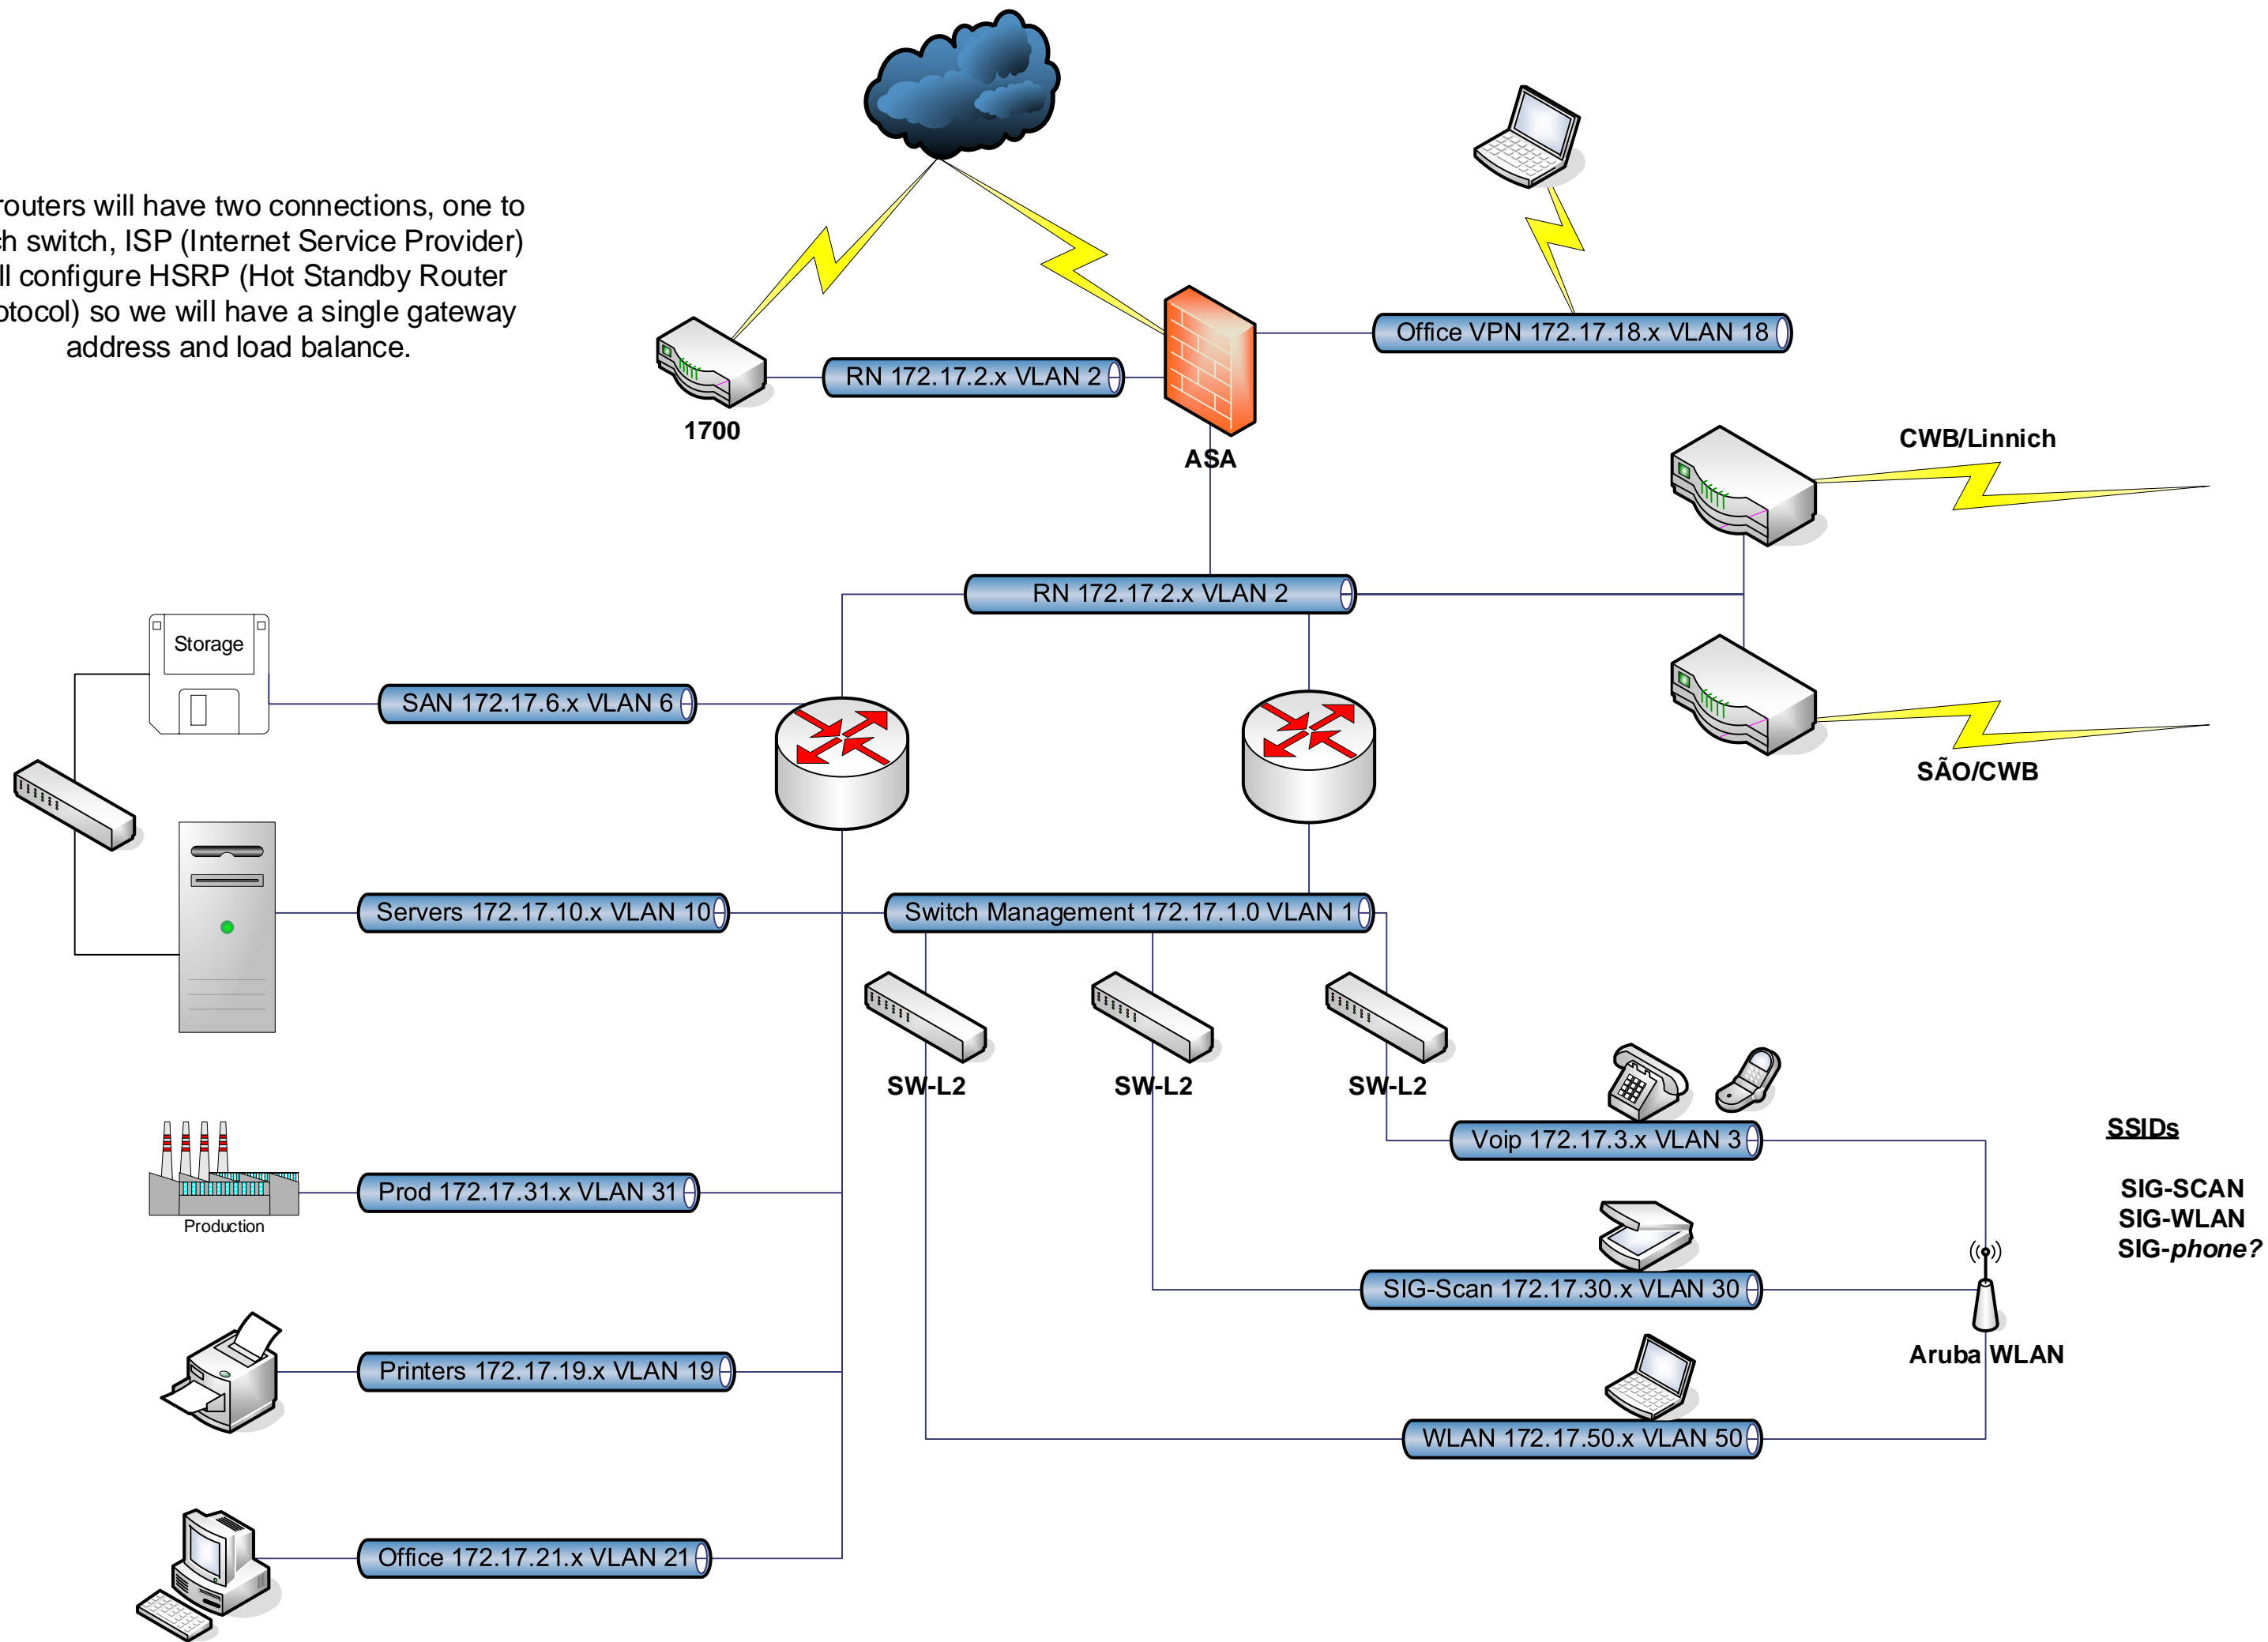 routers will have two connections, one to
switch, ISP (Internet Service Provider)
configure HSRP (Hot Standby Router
so we will have a single gateway
address and load balance.
Office VPN 172.17.18.x VLAN 18
RN 172.17.2.x VLAN 2
1700
ASA
CWB/Linnich
RN 172.17.2.x VLAN 2
Storage
SAN 172.17.6.x VLAN 6
SÃO/CWB
Servers 172.17.10.x VLAN 10
Switch Management 172.17.1.0 VLAN 1
SW-L2
SW-L2
SW-L2
Voip 172.17.3.x VLAN 3
SSIDs
SIG-SCAN
SIG-WLAN
SIG-phone?
Prod 172.17.31.x VLAN 31
Production
SIG-Scan 172.17.30.x VLAN 30
Aruba WLAN
Printers 172.17.19.x VLAN 19
WLAN 172.17.50.x VLAN 50
Office 172.17.21.x VLAN 21